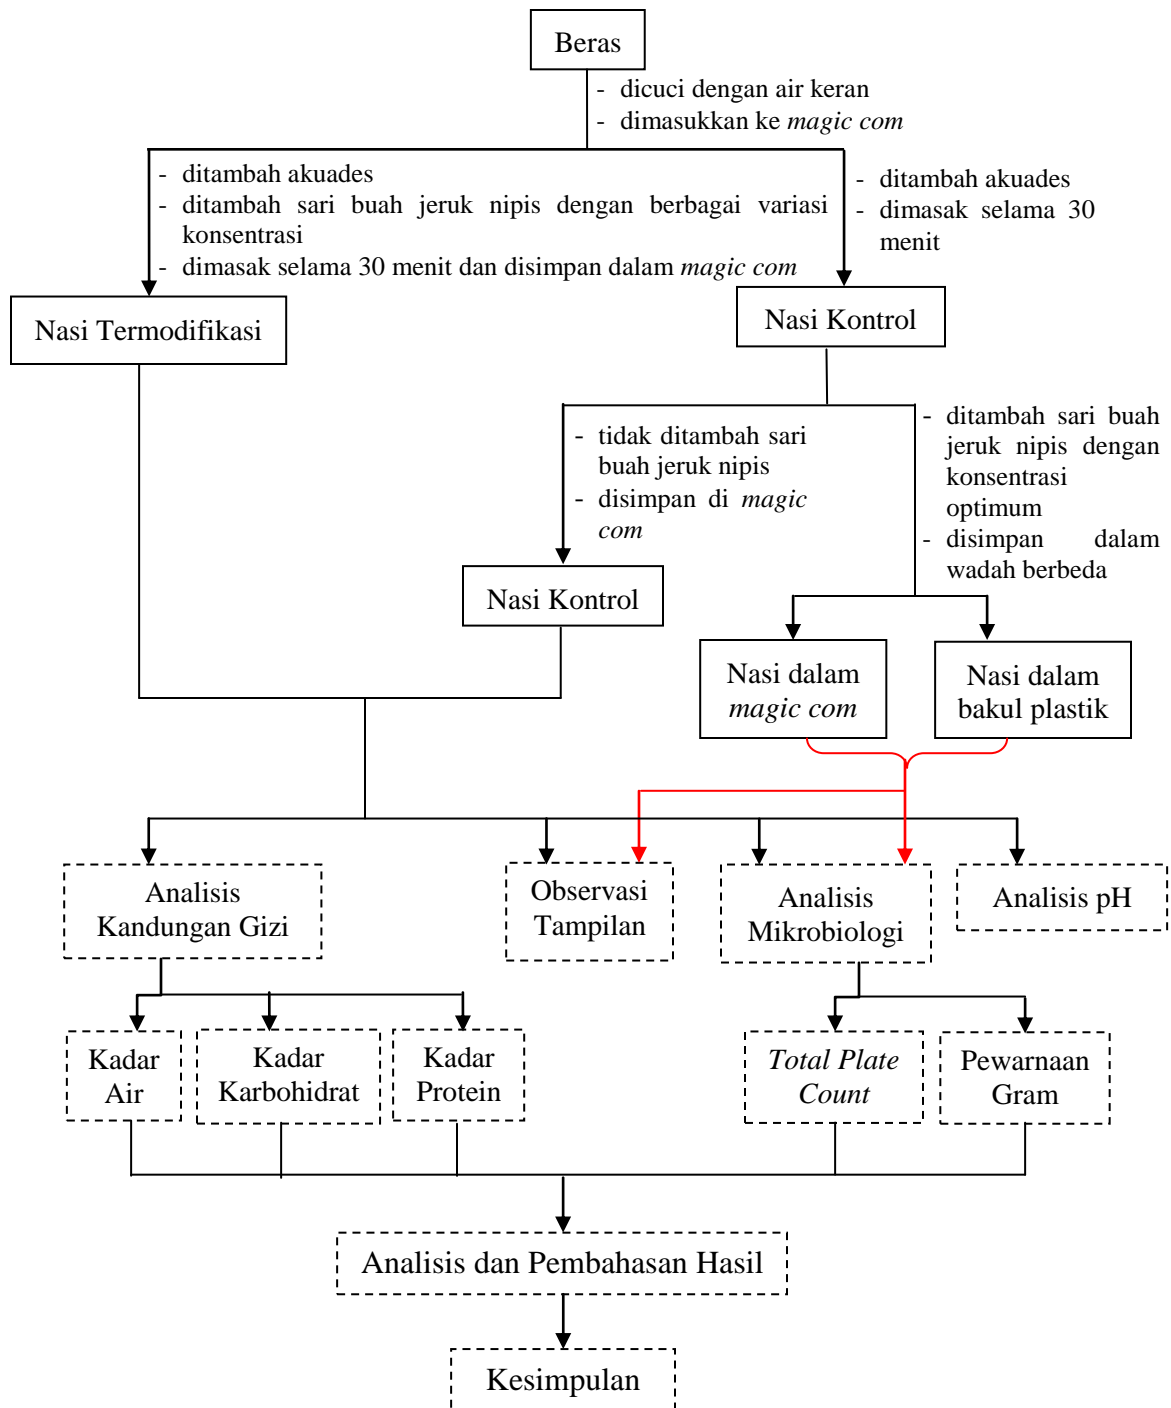 Beras
- dicuci dengan air keran
- dimasukkan ke magic com
- ditambah akuades
- ditambah sari buah jeruk nipis dengan berbagai variasi
konsentrasi
- dimasak selama 30 menit dan disimpan dalam magic com
- ditambah akuades
- dimasak selama 30
menit
Nasi Termodifikasi
Nasi Kontrol
- tidak ditambah sari
buah jeruk nipis
- disimpan di magic
com
- ditambah sari buah
jeruk nipis dengan
konsentrasi
optimum
- disimpan dalam
wadah berbeda
Nasi Kontrol
Nasi dalam
magic com
Nasi dalam
bakul plastik
Analisis
Kandungan Gizi
Observasi
Tampilan
Analisis
Mikrobiologi
Analisis pH
Kadar
Air
Kadar
Karbohidrat
Kadar
Protein
Total Plate
Count
Pewarnaan
Gram
Analisis dan Pembahasan Hasil
Kesimpulan